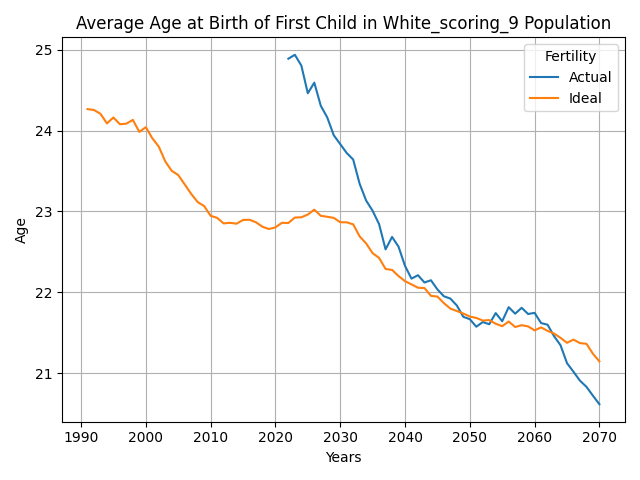 Average Age at Birth of First Child in White_scoring_9 Population
Fertility
Actual
Ideal
25
24
23
22
21
Age
1990
2000
2010
2020
2030
2040
2050
2060
2070
Years